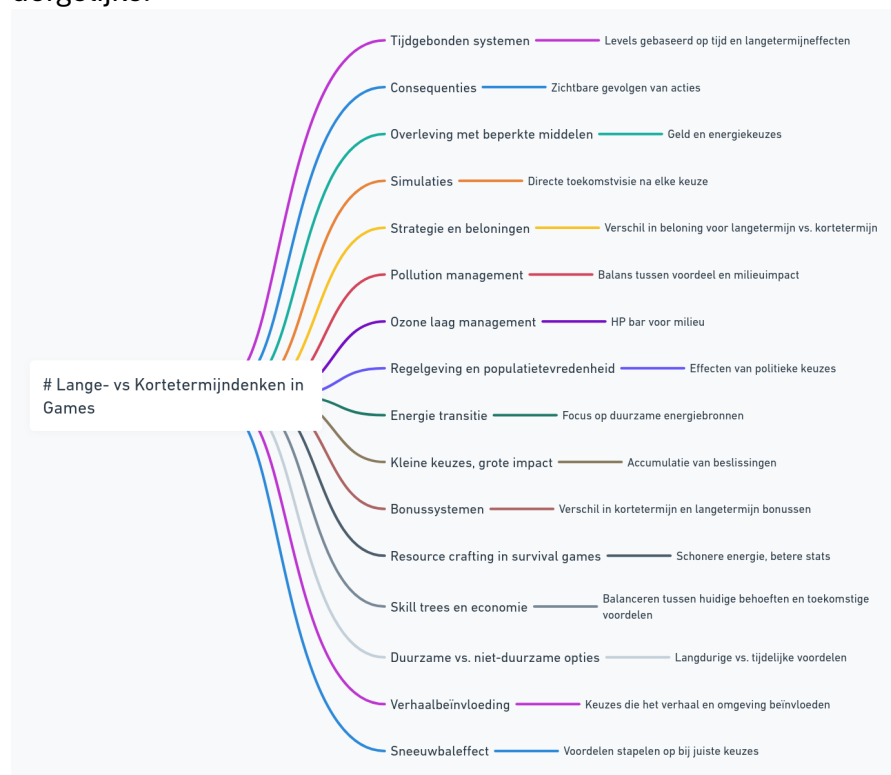 # Lange- vs Kortetermijndenken in
Games
Tijdgebonden systemen
Levels gebaseerd op tijd en langetermijneffecten
Consequenties
Zichtbare gevolgen van acties
Overleving met beperkte middelen
Geld en energiekeuzes
Simulaties
Directe toekomstvisie na elke keuze
Strategie en beloningen
Verschil in beloning voor langetermijn vs. kortetermijn
Pollution management
Balans tussen voordeel en milieuimpact
Ozone laag management
HP bar voor milieu
Regelgeving en populatietevredenheid
Effecten van politieke keuzes
Energie transitie
Focus op duurzame energiebronnen
Kleine keuzes, grote impact
Accumulatie van beslissingen
Bonussystemen
Verschil in kortetermijn en langetermijn bonussen
Resource crafting in survival games
Schonere energie, betere stats
Skill trees en economie
Balanceren tussen huidige behoeften en toekomstige
voordelen
Duurzame vs. niet-duurzame opties
Langdurige vs. tijdelijke voordelen
Verhaalbeïnvloeding
Keuzes die het verhaal en omgeving beïnvloeden
Sneeuwbaleffect
Voordelen stapelen op bij juiste keuzes